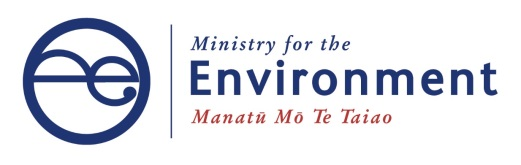 Ministry for the
Environment
Manatū Mō Te Taiao